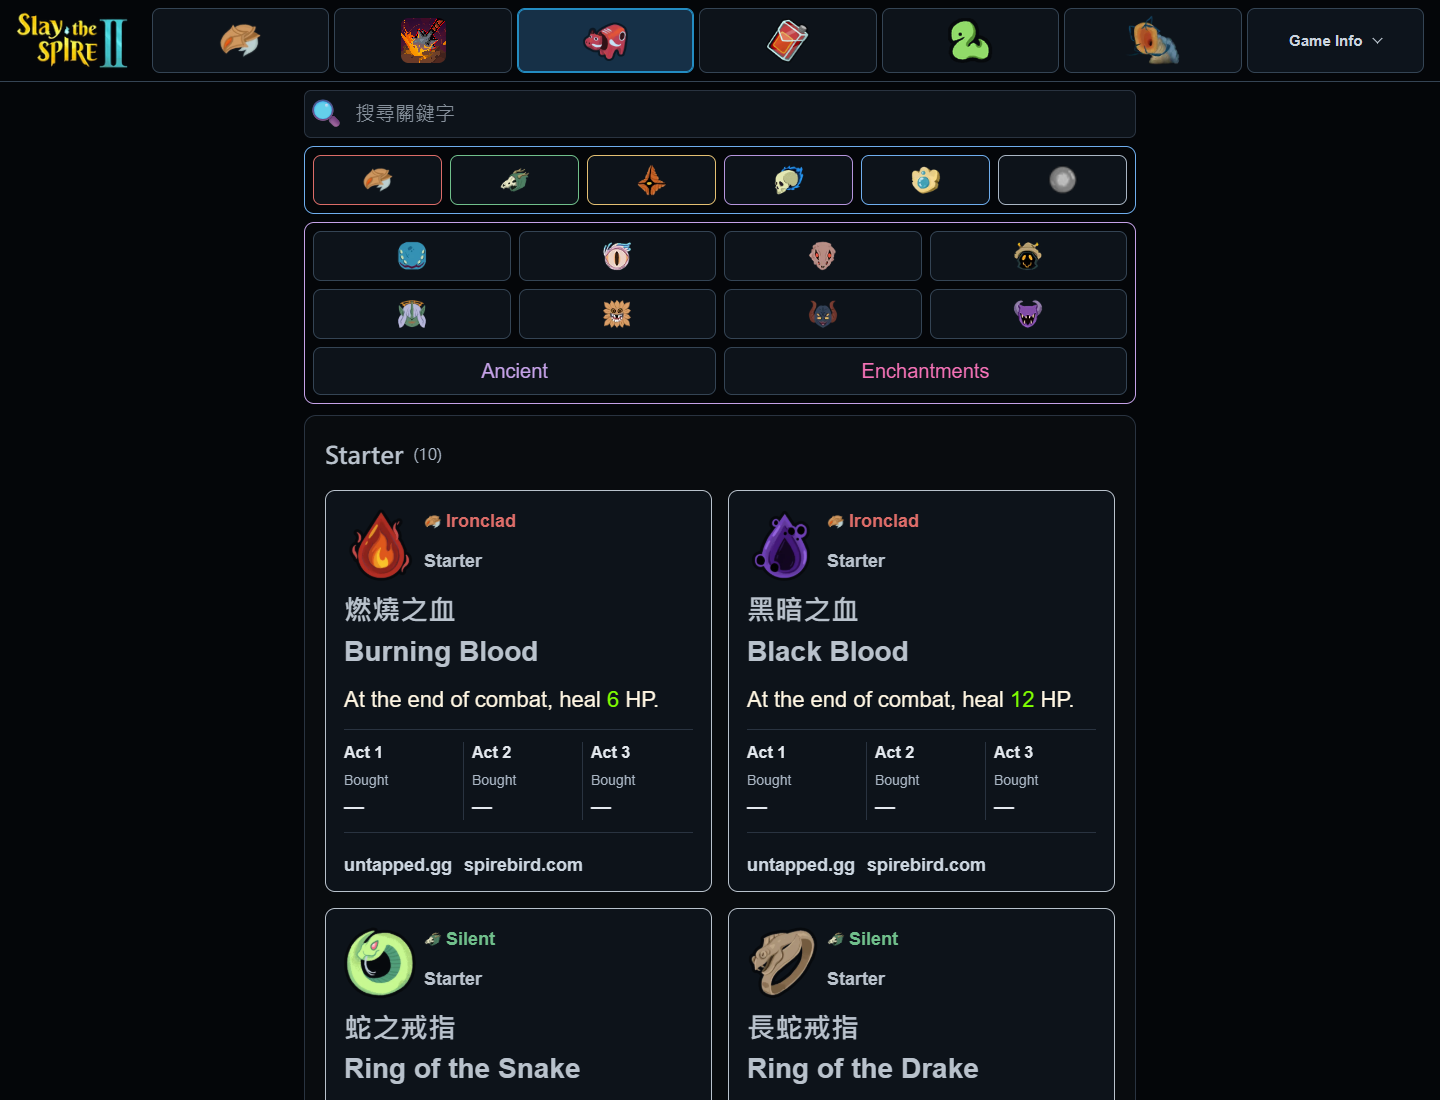 Slay the
SPIRE II
Game Info
搜尋關鍵字
Ancient
Enchantments
Starter (10)
Ironclad
Starter
燃燒之血
Burning Blood
At the end of combat, heal 6 HP.
Act 1 Act 2 Act 3
Bought Bought Bought
— — —
untapped.gg spirebird.com
Ironclad
Starter
黑暗之血
Black Blood
At the end of combat, heal 12 HP.
Act 1 Act 2 Act 3
Bought Bought Bought
— — —
untapped.gg spirebird.com
Silent
Starter
蛇之戒指
Ring of the Snake
Silent
Starter
長蛇戒指
Ring of the Drake